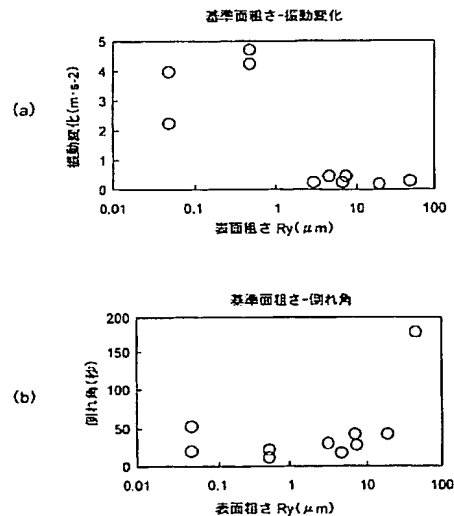 基準面粗さ-振動変化
(a)
振動変化(m·s-2)
5
4
3
2
1
0
0.01 0.1 1 10 100
表面粗さ Ry(μm)
基準面粗さ-倒れ角
(b)
倒れ角(秒)
200
150
100
50
0
0.01 0.1 1 10 100
表面粗さ Ry(μm)